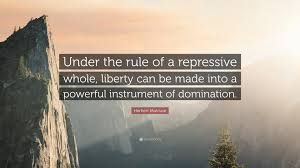 Under the rule of a repressive
whole, liberty can be made into a
powerful instrument of domination.
Herbert Marcuse